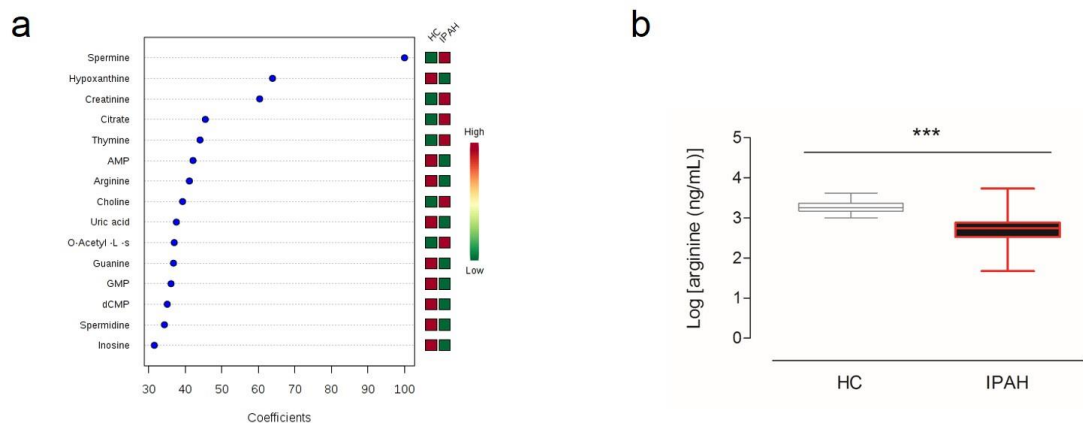 a
HC IPAH
Spermine
Hypoxanthine
Creatinine
Citrate
Thymine
AMP
Arginine
Choline
Uric acid
O-Acetyl -L -s
Guanine
GMP
dCMP
Spermidine
Inosine
High
Low
30 40 50 60 70 80 90 100
Coefficients
b
***
Log [arginine (ng/mL)]
5
4
3
2
1
0
HC IPAH